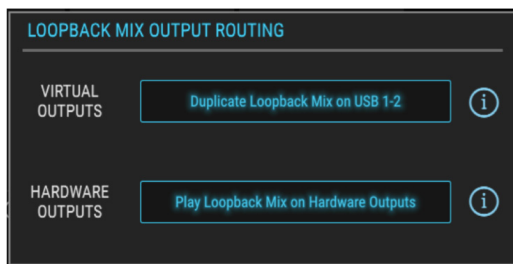 LOOPBACK MIX OUTPUT ROUTING
VIRTUAL
OUTPUTS
Duplicate Loopback Mix on USB 1-2
i
HARDWARE
OUTPUTS
Play Loopback Mix on Hardware Outputs
i